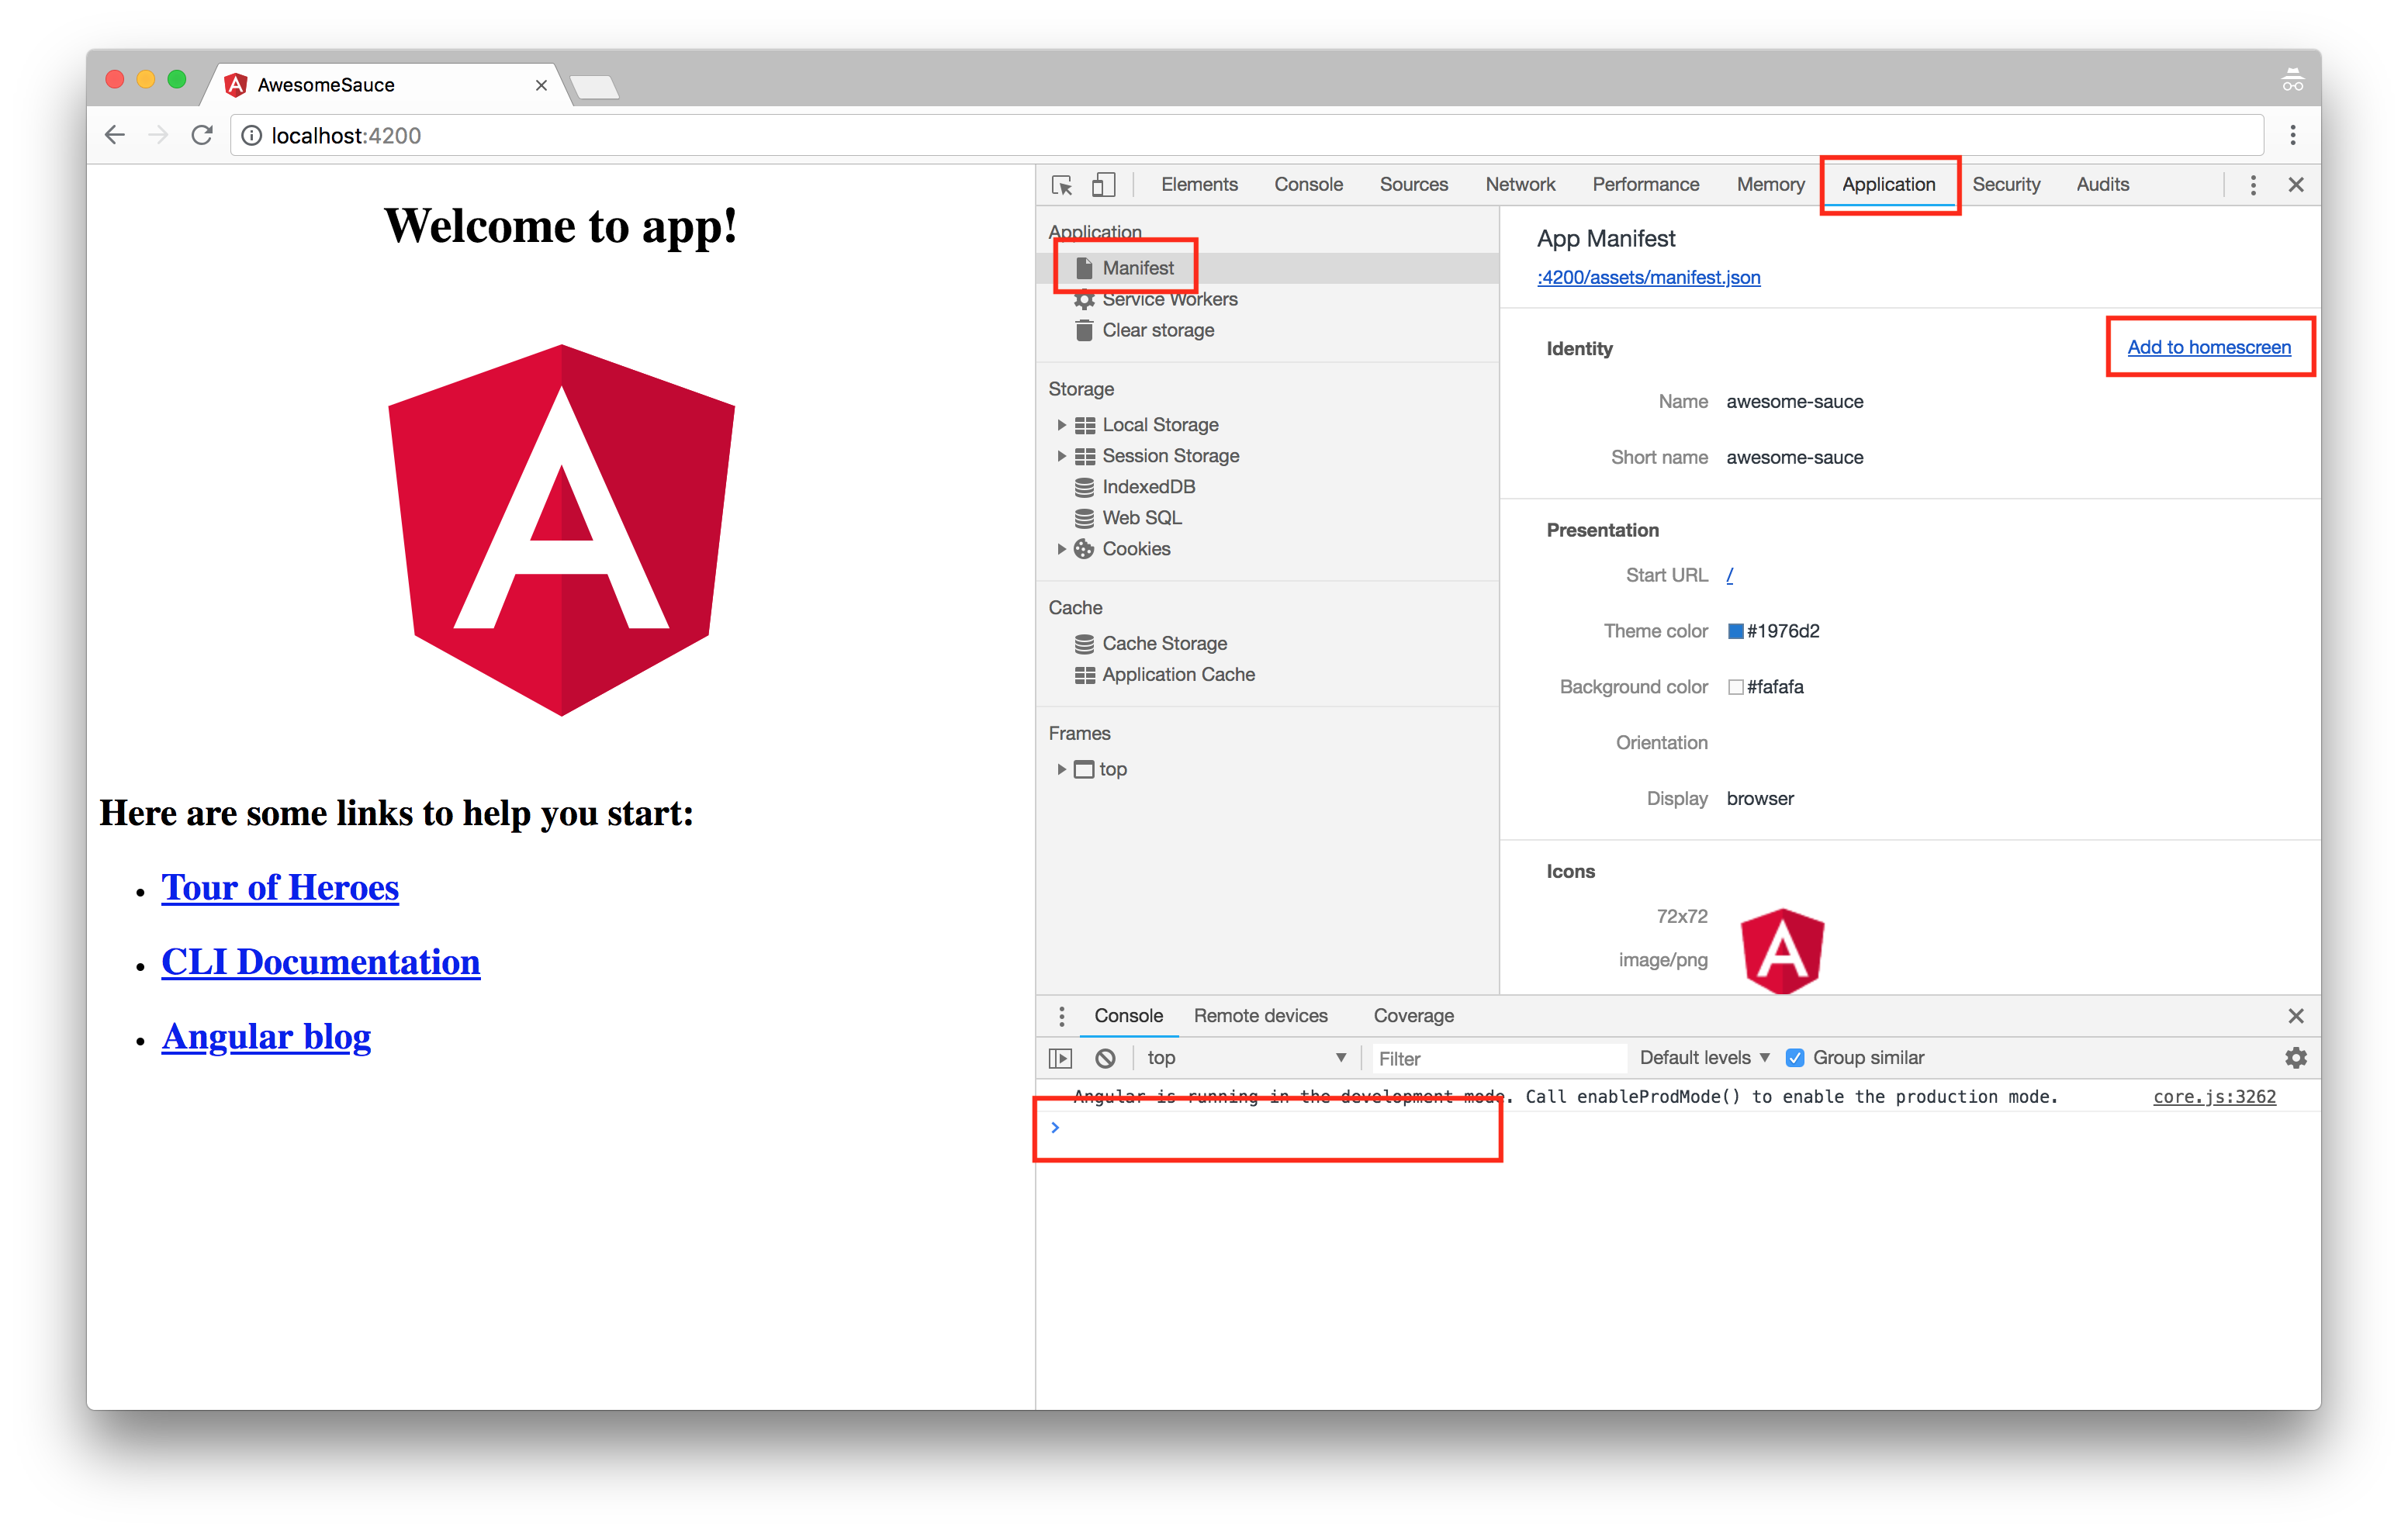 AwesomeSauce
localhost:4200
Welcome to app!
Here are some links to help you start:
Tour of Heroes
CLI Documentation
Angular blog
Elements Console Sources Network Performance Memory Application Security Audits
Application
Manifest
Service Workers
Clear storage
Storage
Local Storage
Session Storage
IndexedDB
Web SQL
Cookies
Cache
Cache Storage
Application Cache
Frames
top
App Manifest
:4200/assets/manifest.json
Identity Add to homescreen
Name awesome-sauce
Short name awesome-sauce
Presentation
Start URL /
Theme color #1976d2
Background color #fafafa
Orientation
Display browser
Icons
72x72
image/png
Console Remote devices Coverage
top Filter Default levels Group similar
Angular is running in the development mode. Call enableProdMode() to enable the production mode. core.js:3262
>